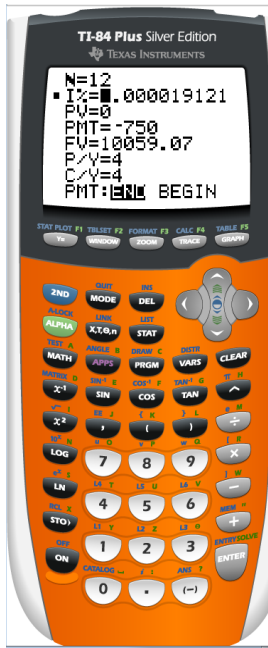 TI-84 Plus Silver Edition
TEXAS INSTRUMENTS
N=12
I%=█.000019121
PV=0
PMT=-750
FV=10059.07
P/Y=4
C/Y=4
PMT:END BEGIN
STAT PLOT F1 TBLSET F2 FORMAT F3 CALC F4 TABLE F5
Y= WINDOW ZOOM TRACE GRAPH
QUIT INS
2ND MODE DEL
A-LOCK LINK LIST
ALPHA X,T,Θ,n STAT
TEST A ANGLE B DRAW C DISTR
MATH APPS PRGM VARS CLEAR
MATRIX D SIN⁻¹ E COS⁻¹ F TAN⁻¹ G π H
x⁻¹ SIN COS TAN ^
√ I EE J { K } L e M
x² , ( ) ÷
10ˣ N u O v P w Q [ R
LOG 7 8 9 ×
eˣ S L4 T L5 U L6 V ] W
LN 4 5 6 −
RCL X L1 Y L2 Z L3 θ MEM "
STO› 1 2 3 +
OFF CATALOG i : ANS ? ENTRY SOLVE
ON 0 . (−) ENTER